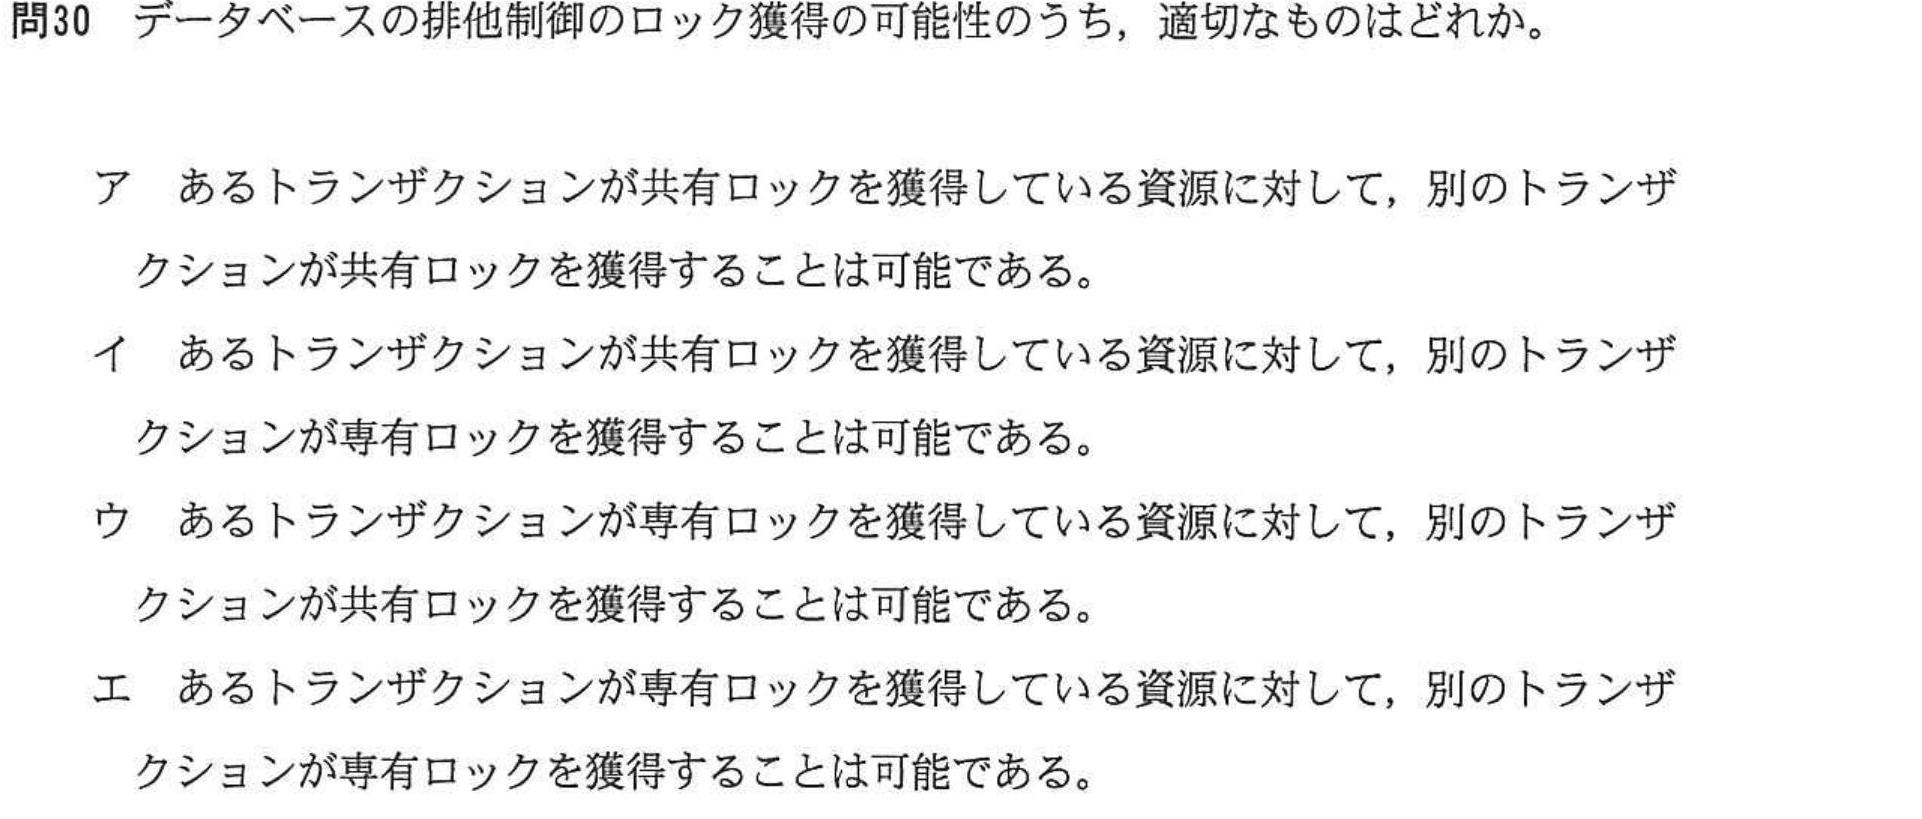 問30　データベースの排他制御のロック獲得の可能性のうち，適切なものはどれか。
ア　あるトランザクションが共有ロックを獲得している資源に対して，別のトランザ
クションが共有ロックを獲得することは可能である。
イ　あるトランザクションが共有ロックを獲得している資源に対して，別のトランザ
クションが専有ロックを獲得することは可能である。
ウ　あるトランザクションが専有ロックを獲得している資源に対して，別のトランザ
クションが共有ロックを獲得することは可能である。
エ　あるトランザクションが専有ロックを獲得している資源に対して，別のトランザ
クションが専有ロックを獲得することは可能である。